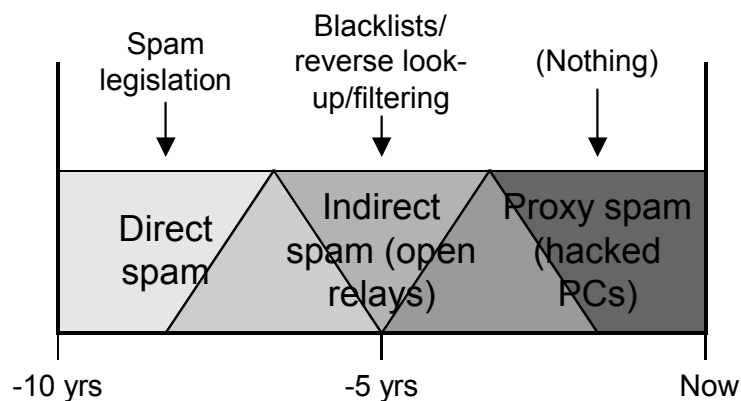 Spam
legislation
Blacklists/
reverse look-
up/filtering
(Nothing)
Direct
spam
Indirect
spam (open
relays)
Proxy spam
(hacked
PCs)
-10 yrs
-5 yrs
Now